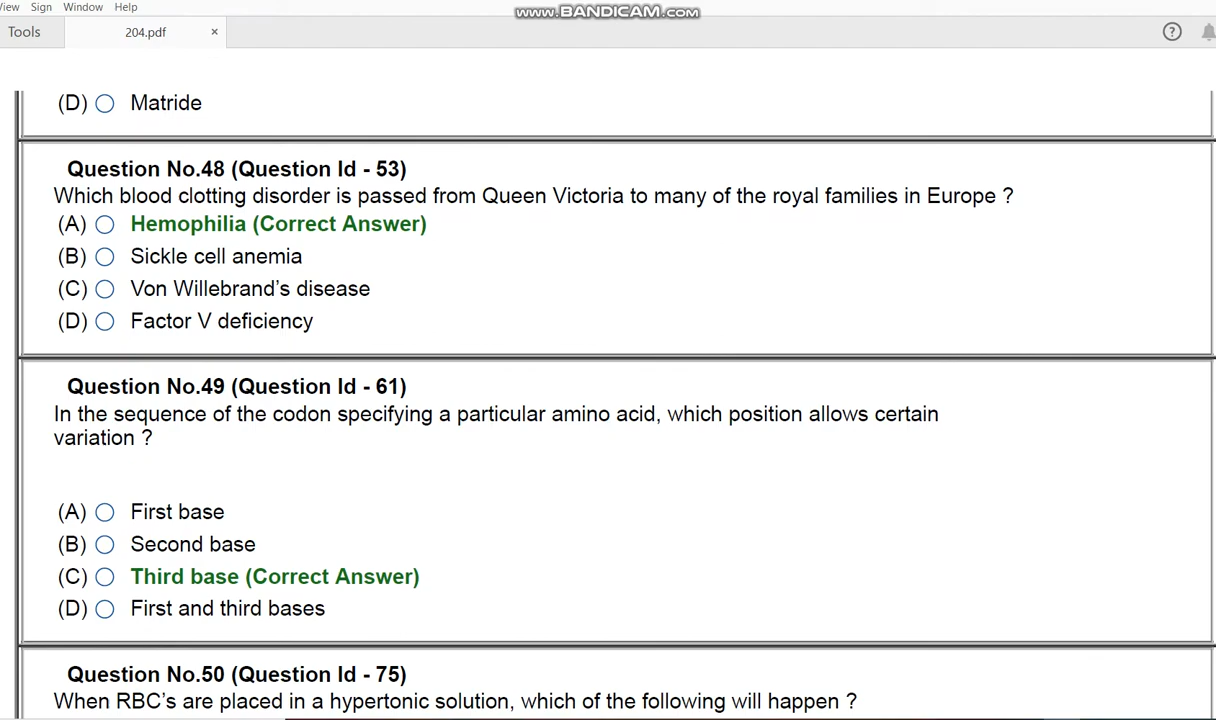 View Sign Window Help
www.BANDICAM.com
Tools 204.pdf × ?
(D) Matride
Question No.48 (Question Id - 53)
Which blood clotting disorder is passed from Queen Victoria to many of the royal families in Europe ?
(A) Hemophilia (Correct Answer)
(B) Sickle cell anemia
(C) Von Willebrand’s disease
(D) Factor V deficiency
Question No.49 (Question Id - 61)
In the sequence of the codon specifying a particular amino acid, which position allows certain
variation ?
(A) First base
(B) Second base
(C) Third base (Correct Answer)
(D) First and third bases
Question No.50 (Question Id - 75)
When RBC’s are placed in a hypertonic solution, which of the following will happen ?